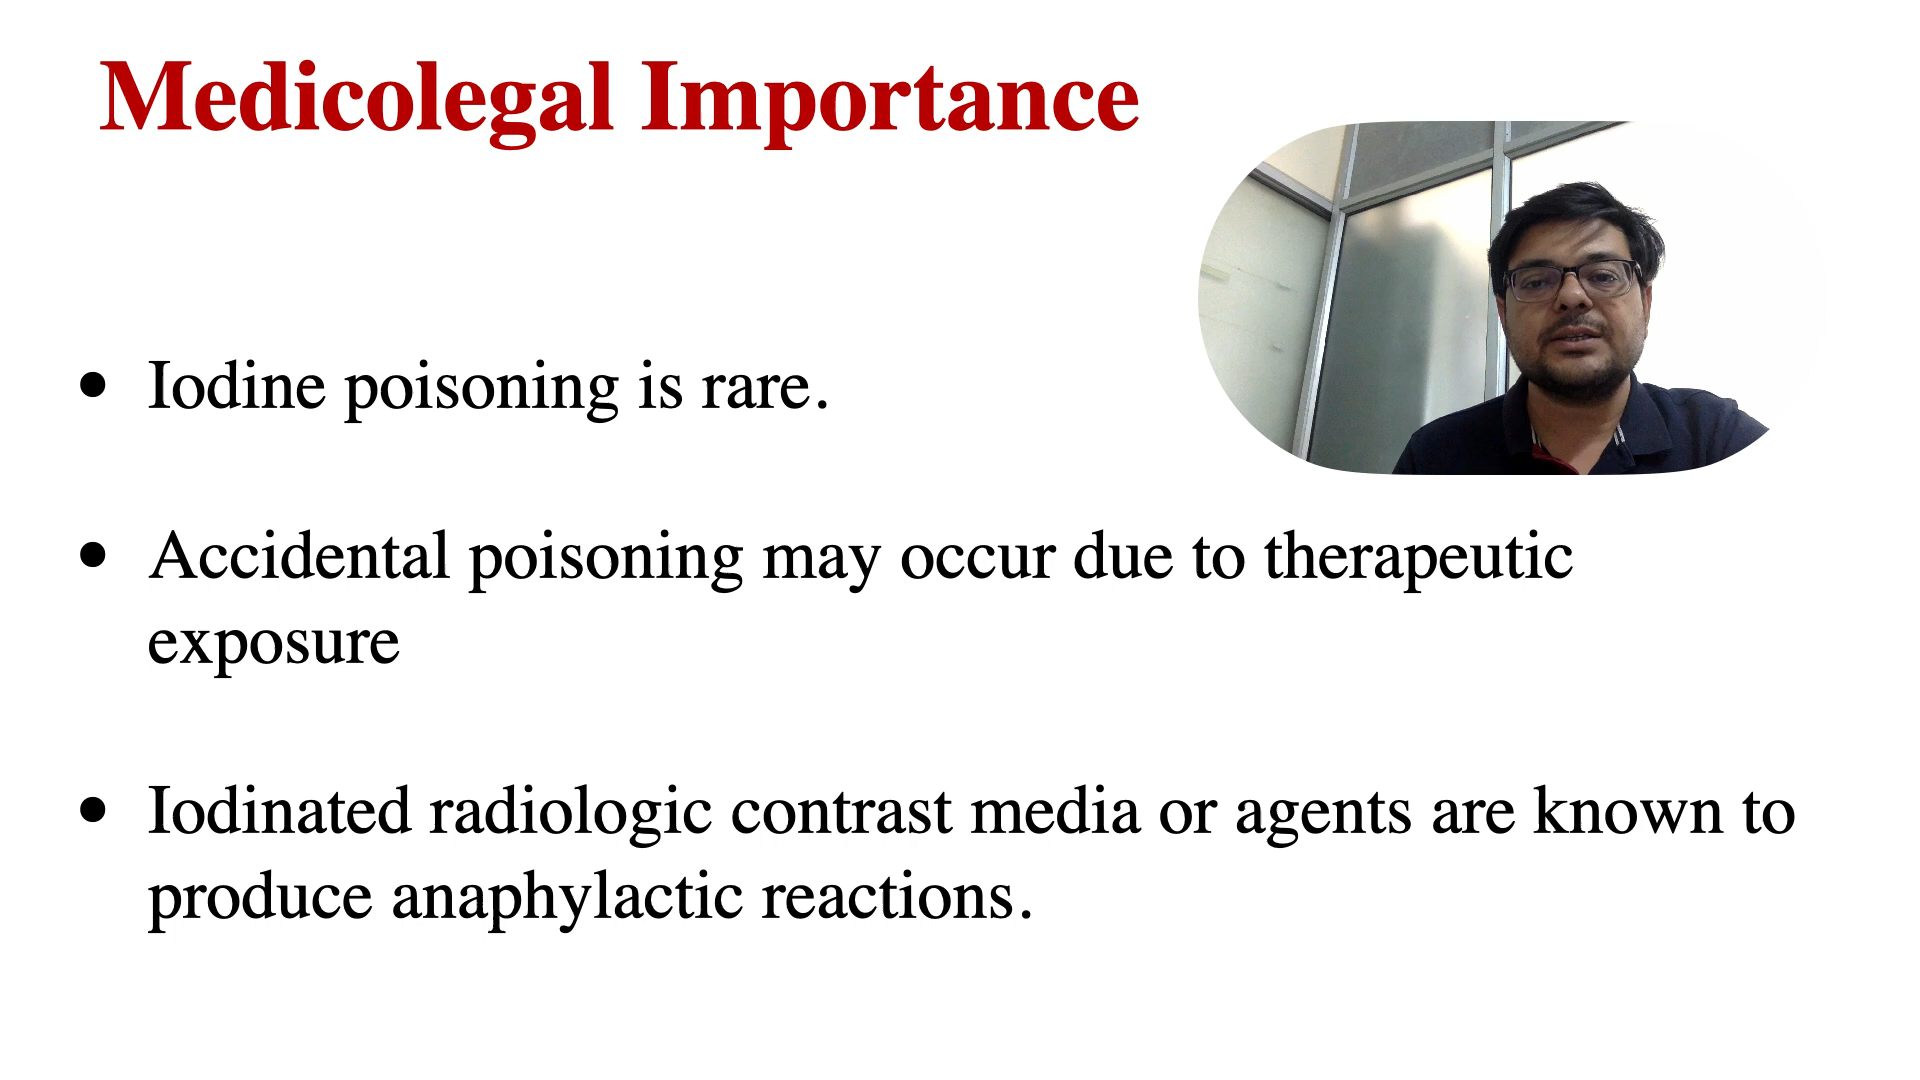 Medicolegal Importance
• Iodine poisoning is rare.
• Accidental poisoning may occur due to therapeutic
exposure
• Iodinated radiologic contrast media or agents are known to
produce anaphylactic reactions.